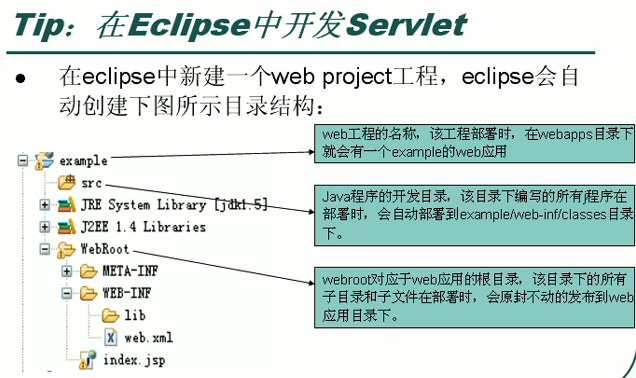 Tip：在Eclipse中开发Servlet
在eclipse中新建一个web project工程，eclipse会自
动创建下图所示目录结构：
web工程的名称，该工程部署时，在webapps目录下
就会有一个example的web应用
example
src
JRE System Library [jdk1.5]
J2EE 1.4 Libraries
WebRoot
META-INF
WEB-INF
lib
web.xml
index.jsp
Java程序的开发目录，该目录下编写的所有j程序在
部署时，会自动部署到example/web-inf/classes目录
下。
webroot对应于web应用的根目录，该目录下的所有
子目录和子文件在部署时，会原封不动的发布到web
应用目录下。